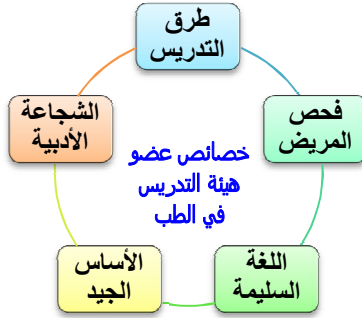 طرق
التدريس
فحص
المريض
اللغة
السليمة
الأساس
الجيد
الشجاعة
الأدبية
خصائص عضو
هيئة التدريس
في الطب